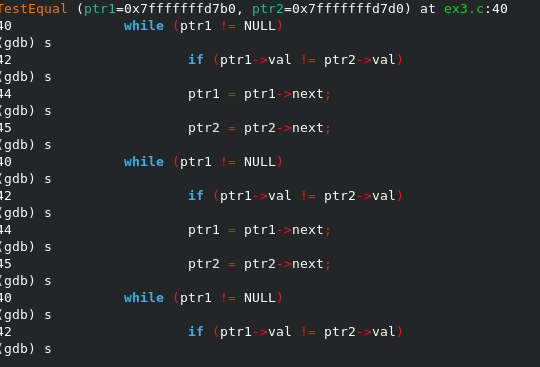 TestEqual (ptr1=0x7fffffffd7b0, ptr2=0x7fffffffd7d0) at ex3.c:40
40 while (ptr1 != NULL)
(gdb) s
42 if (ptr1->val != ptr2->val)
(gdb) s
44 ptr1 = ptr1->next;
(gdb) s
45 ptr2 = ptr2->next;
(gdb) s
40 while (ptr1 != NULL)
(gdb) s
42 if (ptr1->val != ptr2->val)
(gdb) s
44 ptr1 = ptr1->next;
(gdb) s
45 ptr2 = ptr2->next;
(gdb) s
40 while (ptr1 != NULL)
(gdb) s
42 if (ptr1->val != ptr2->val)
(gdb) s